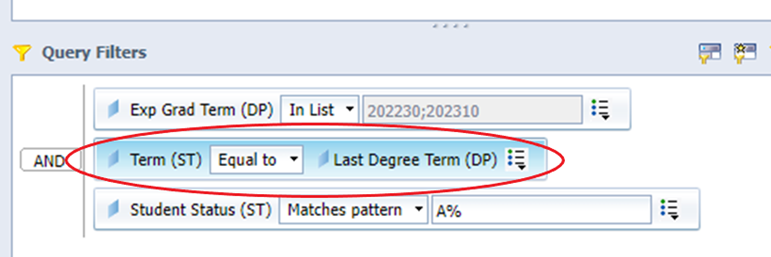 Query Filters
Exp Grad Term (DP) In List 202230;202310
AND Term (ST) Equal to Last Degree Term (DP)
Student Status (ST) Matches pattern A%